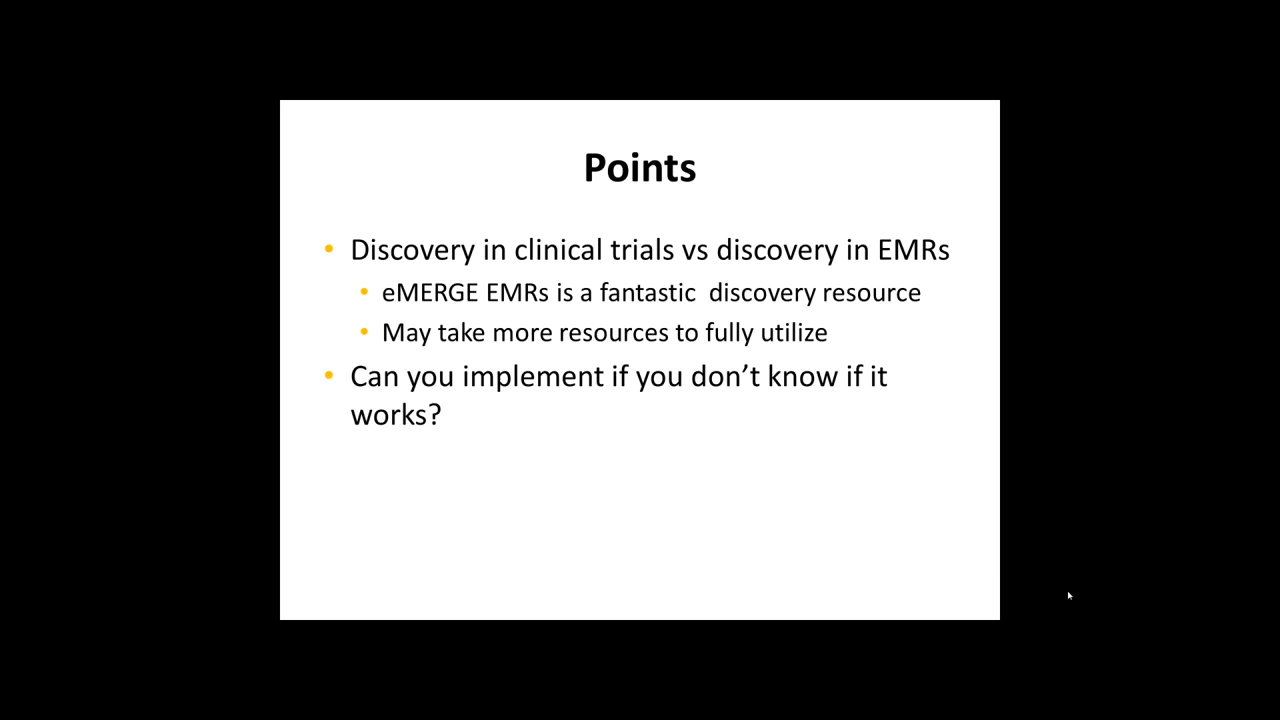 Points
• Discovery in clinical trials vs discovery in EMRs
• eMERGE EMRs is a fantastic  discovery resource
• May take more resources to fully utilize
• Can you implement if you don’t know if it
works?